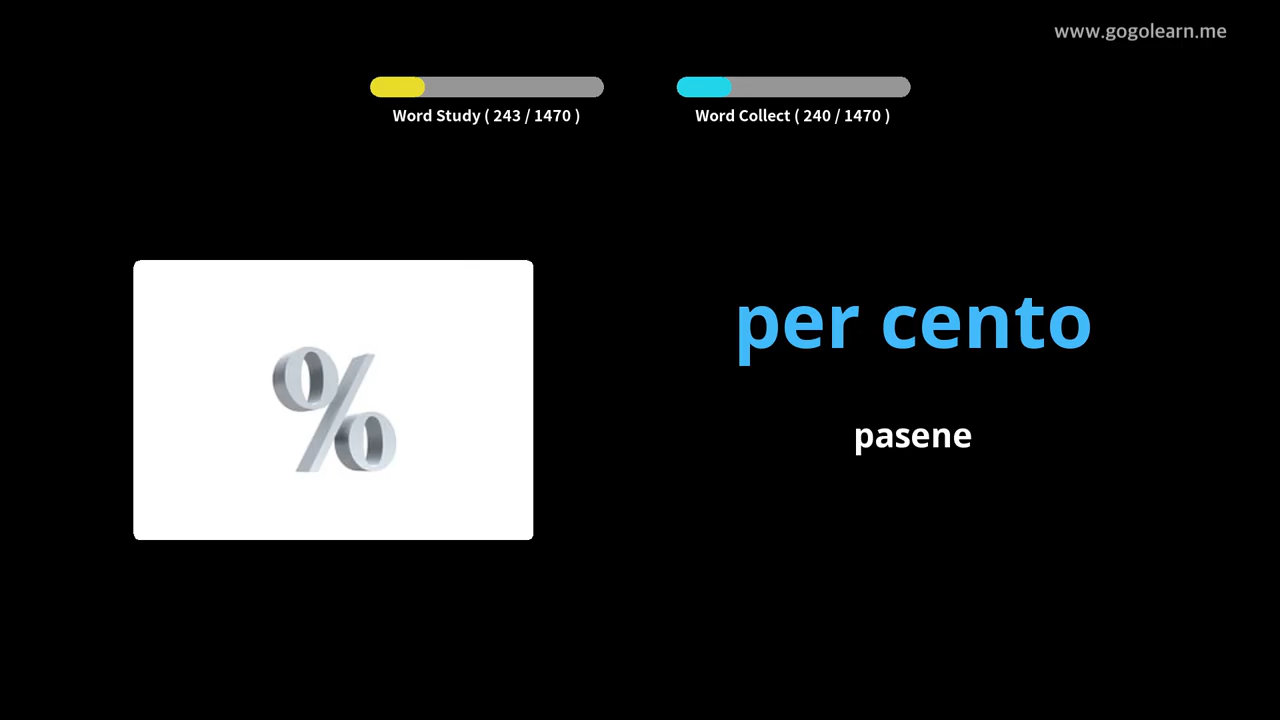 www.gogolearn.me
Word Study ( 243 / 1470 )
Word Collect ( 240 / 1470 )
%
per cento
pasene